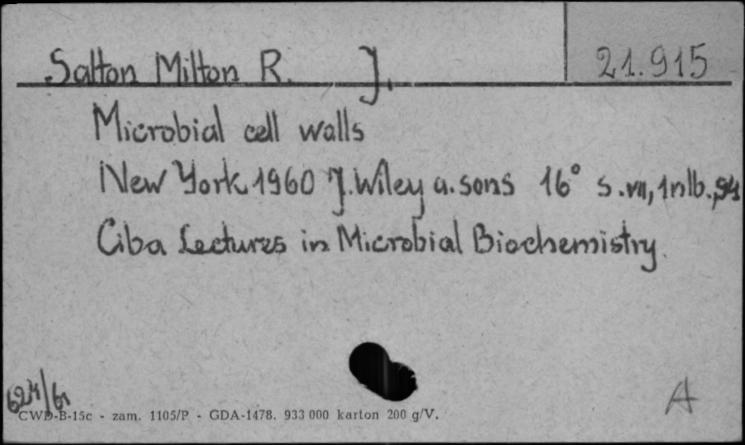 Salton Milton R. J. 21.915
Microbial cell walls
New York 1960 J. Wiley a. sons 16° s. VII, 1nlb., 94
Ciba Lectures in Microbial Biochemistry.
A
CWD-B-15c - zam. 1105/P - GDA-1478. 933 000 karton 200 g/V.